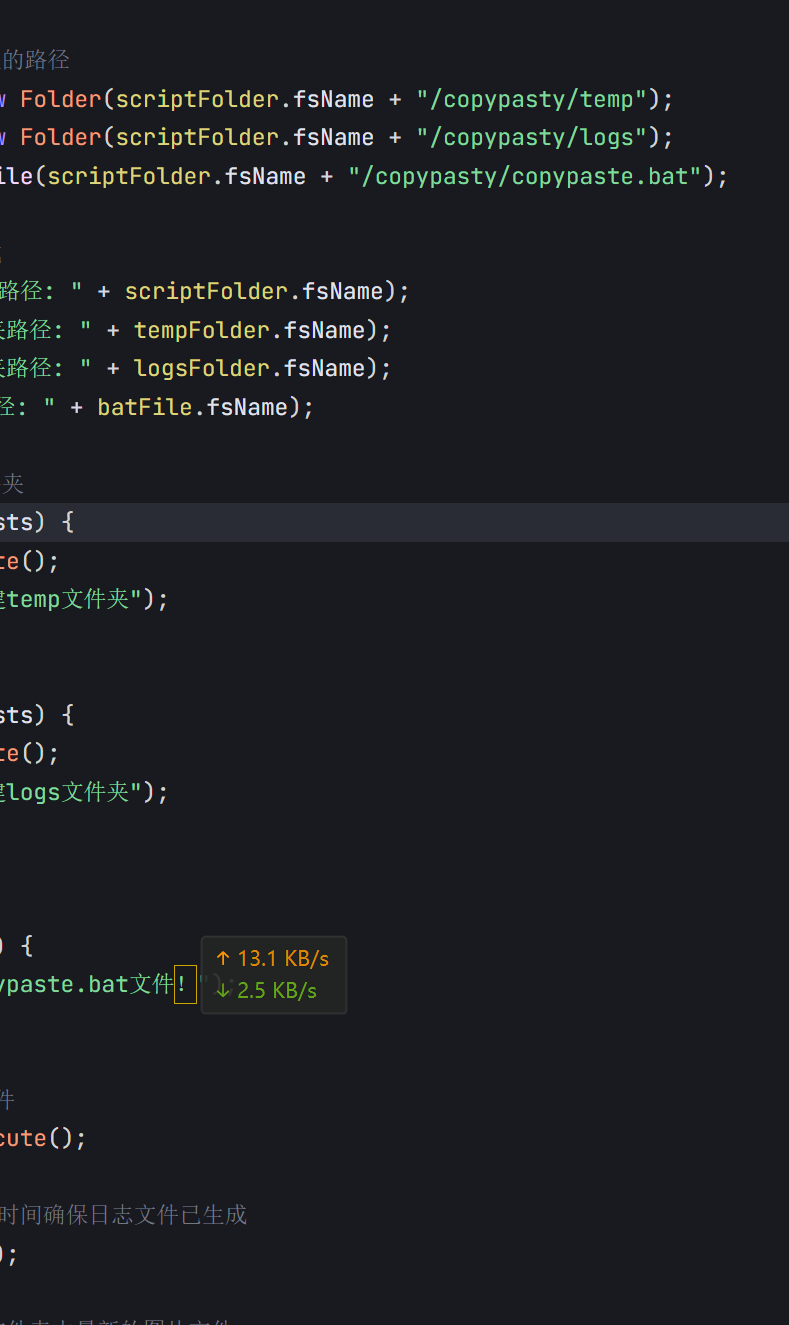 的路径
w Folder(scriptFolder.fsName + "/copypasty/temp");
w Folder(scriptFolder.fsName + "/copypasty/logs");
ile(scriptFolder.fsName + "/copypasty/copypaste.bat");
路径: " + scriptFolder.fsName);
夹路径: " + tempFolder.fsName);
夹路径: " + logsFolder.fsName);
径: " + batFile.fsName);
夹
sts) {
te();
建temp文件夹");
sts) {
te();
建logs文件夹");
) {
ypaste.bat文件！");
↑ 13.1 KB/s
↓ 2.5 KB/s
件
cute();
时间确保日志文件已生成
);